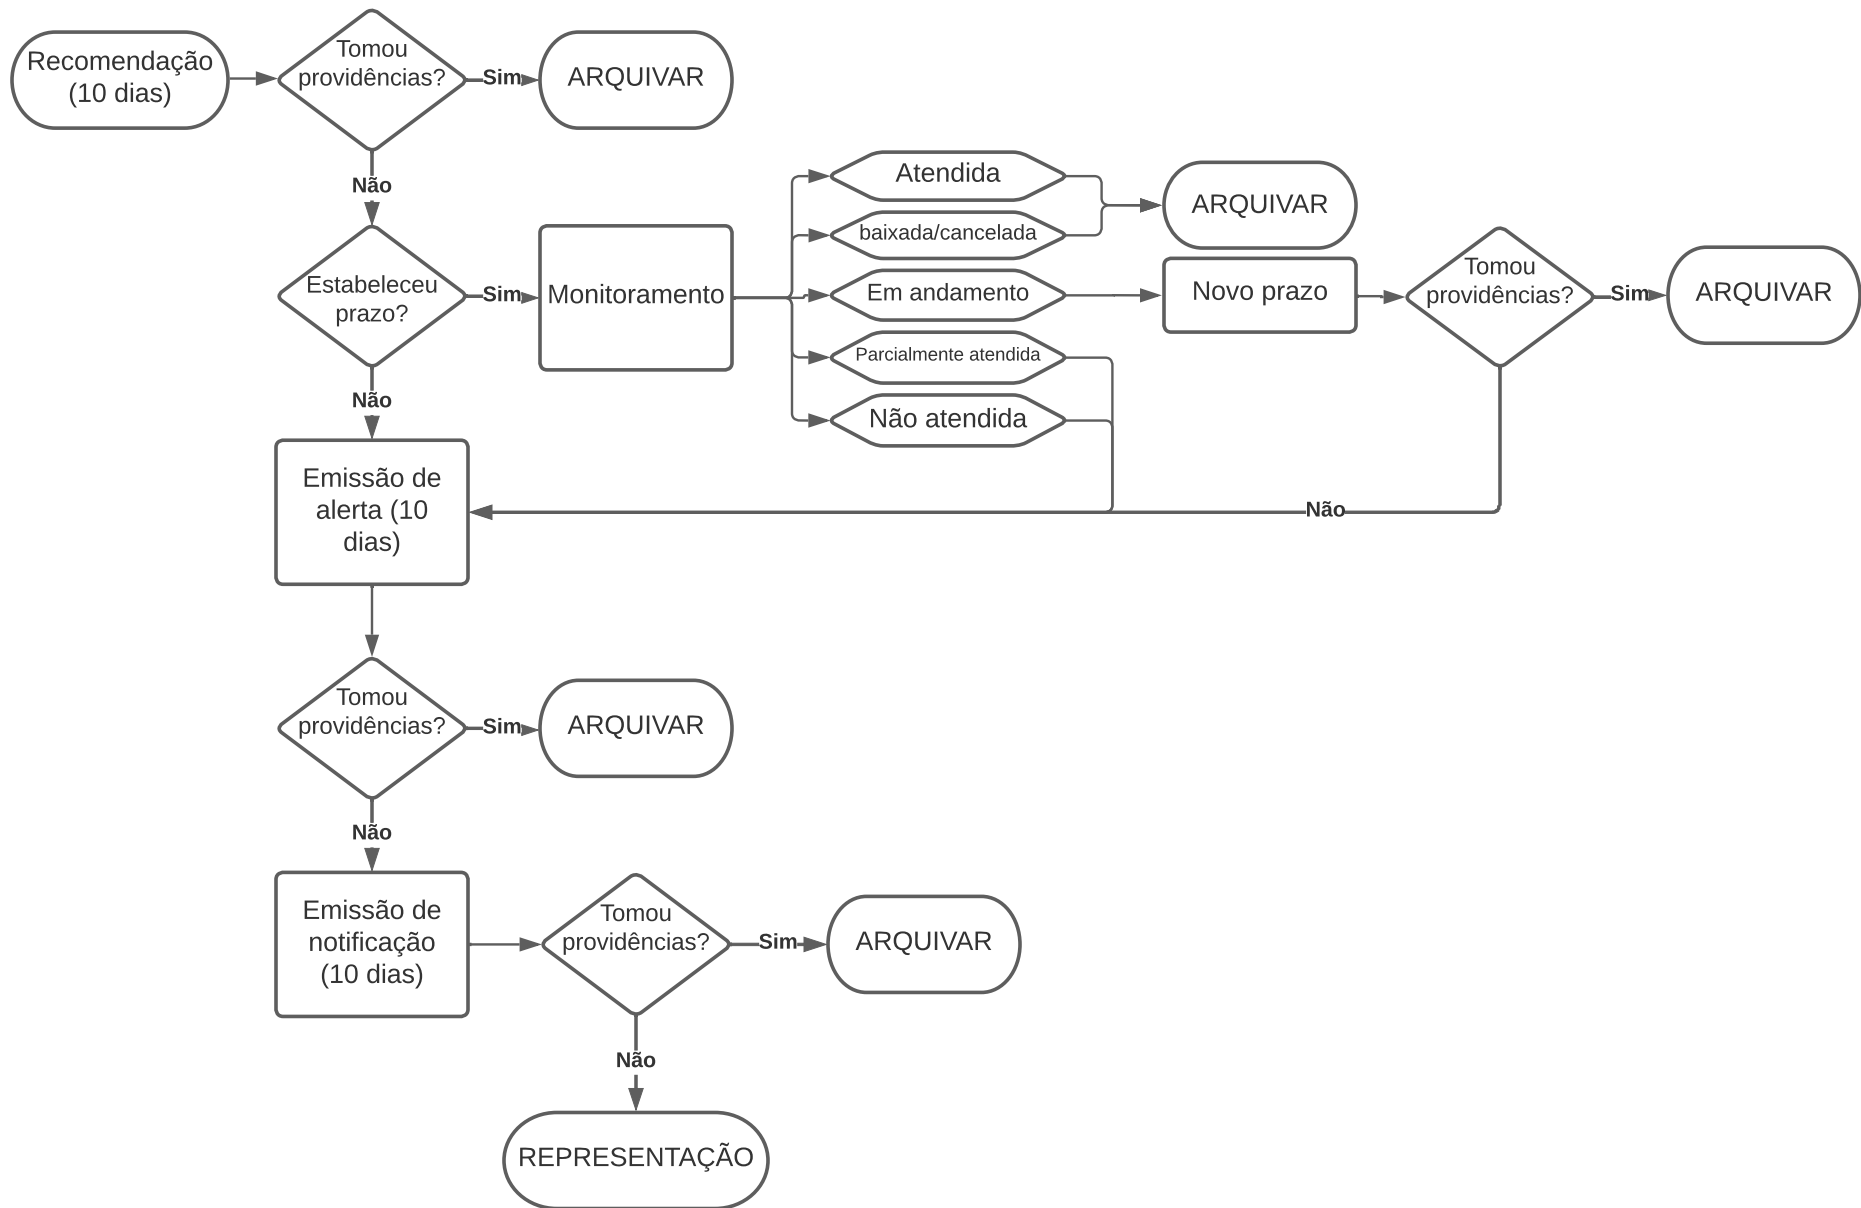 Recomendação
(10 dias)
Tomou
providências?
Sim
ARQUIVAR
Não
Estabeleceu
prazo?
Sim
Monitoramento
Atendida
baixada/cancelada
ARQUIVAR
Em andamento
Novo prazo
Tomou
providências?
Sim
ARQUIVAR
Parcialmente atendida
Não atendida
Não
Não
Emissão de
alerta (10
dias)
Tomou
providências?
Sim
ARQUIVAR
Não
Emissão de
notificação
(10 dias)
Tomou
providências?
Sim
ARQUIVAR
Não
REPRESENTAÇÃO